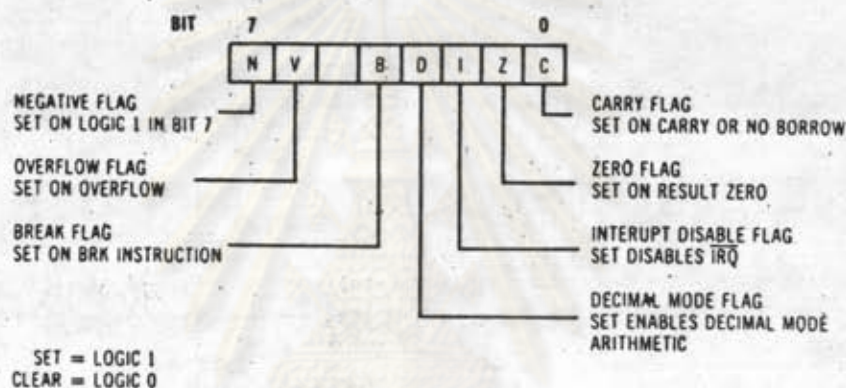 BIT 7 0
N V B D I Z C
NEGATIVE FLAG
SET ON LOGIC 1 IN BIT 7
OVERFLOW FLAG
SET ON OVERFLOW
BREAK FLAG
SET ON BRK INSTRUCTION
CARRY FLAG
SET ON CARRY OR NO BORROW
ZERO FLAG
SET ON RESULT ZERO
INTERUPT DISABLE FLAG
SET DISABLES IRQ
DECIMAL MODE FLAG
SET ENABLES DECIMAL MODE
ARITHMETIC
SET = LOGIC 1
CLEAR = LOGIC 0